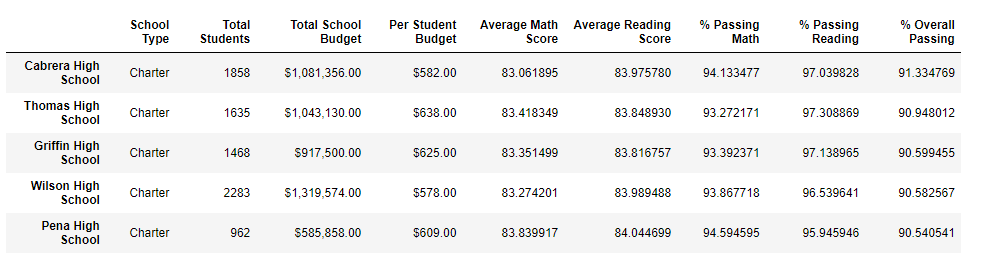 School Type Total Students Total School Budget Per Student Budget Average Math Score Average Reading Score % Passing Math % Passing Reading % Overall Passing
Cabrera High School Charter 1858 $1,081,356.00 $582.00 83.061895 83.975780 94.133477 97.039828 91.334769
Thomas High School Charter 1635 $1,043,130.00 $638.00 83.418349 83.848930 93.272171 97.308869 90.948012
Griffin High School Charter 1468 $917,500.00 $625.00 83.351499 83.816757 93.392371 97.138965 90.599455
Wilson High School Charter 2283 $1,319,574.00 $578.00 83.274201 83.989488 93.867718 96.539641 90.582567
Pena High School Charter 962 $585,858.00 $609.00 83.839917 84.044699 94.594595 95.945946 90.540541